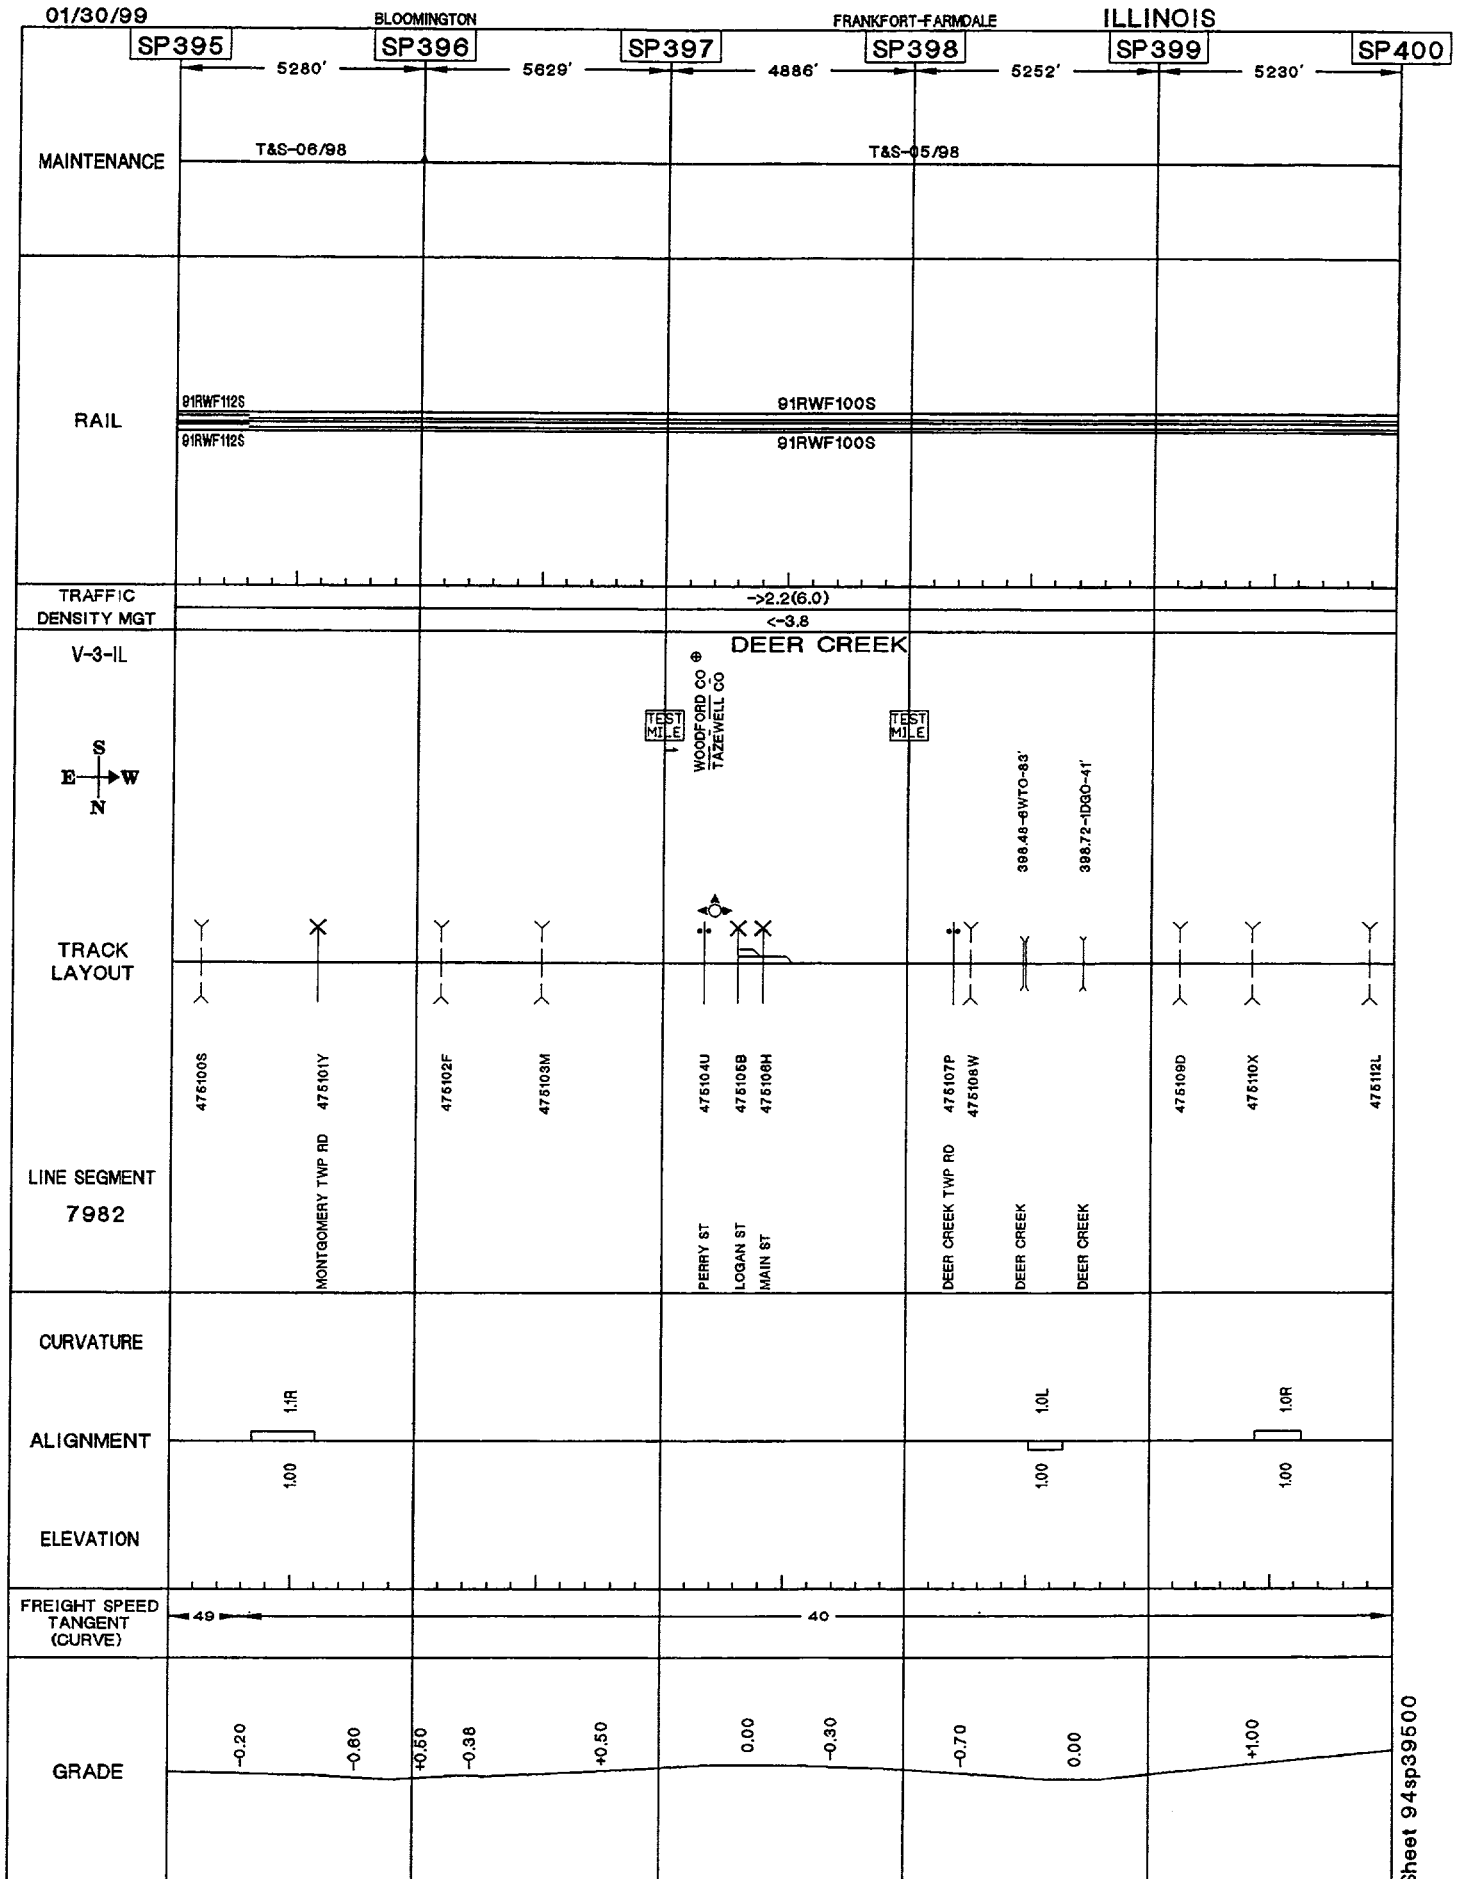 01/30/99
BLOOMINGTON
FRANKFORT-FARMDALE
ILLINOIS
SP395
SP396
SP397
SP398
SP399
SP400
5280'
5629'
4886'
5252'
5230'
MAINTENANCE
T&S-06/98
T&S-05/98
RAIL
91RWF112S
91RWF100S
91RWF112S
91RWF100S
TRAFFIC
DENSITY MGT
->2.2(6.0)
<-3.8
V-3-IL
DEER CREEK
WOODFORD CO
TAZEWELL CO
TEST
MILE
TEST
MILE
S
E
W
N
398.48-6WTO-83'
398.72-1DGO-41'
TRACK
LAYOUT
475100S
475101Y
475102F
475103M
475104U
475105B
475106H
475107P
475108W
475109D
475110X
475112L
LINE SEGMENT
7982
MONTGOMERY TWP RD
PERRY ST
LOGAN ST
MAIN ST
DEER CREEK TWP RD
DEER CREEK
DEER CREEK
CURVATURE
1.1R
1.0L
1.0R
ALIGNMENT
1.00
1.00
1.00
ELEVATION
FREIGHT SPEED
TANGENT
(CURVE)
49
40
GRADE
-0.20
-0.60
+0.50
-0.38
+0.50
0.00
-0.30
-0.70
0.00
+1.00
Sheet 94sp39500